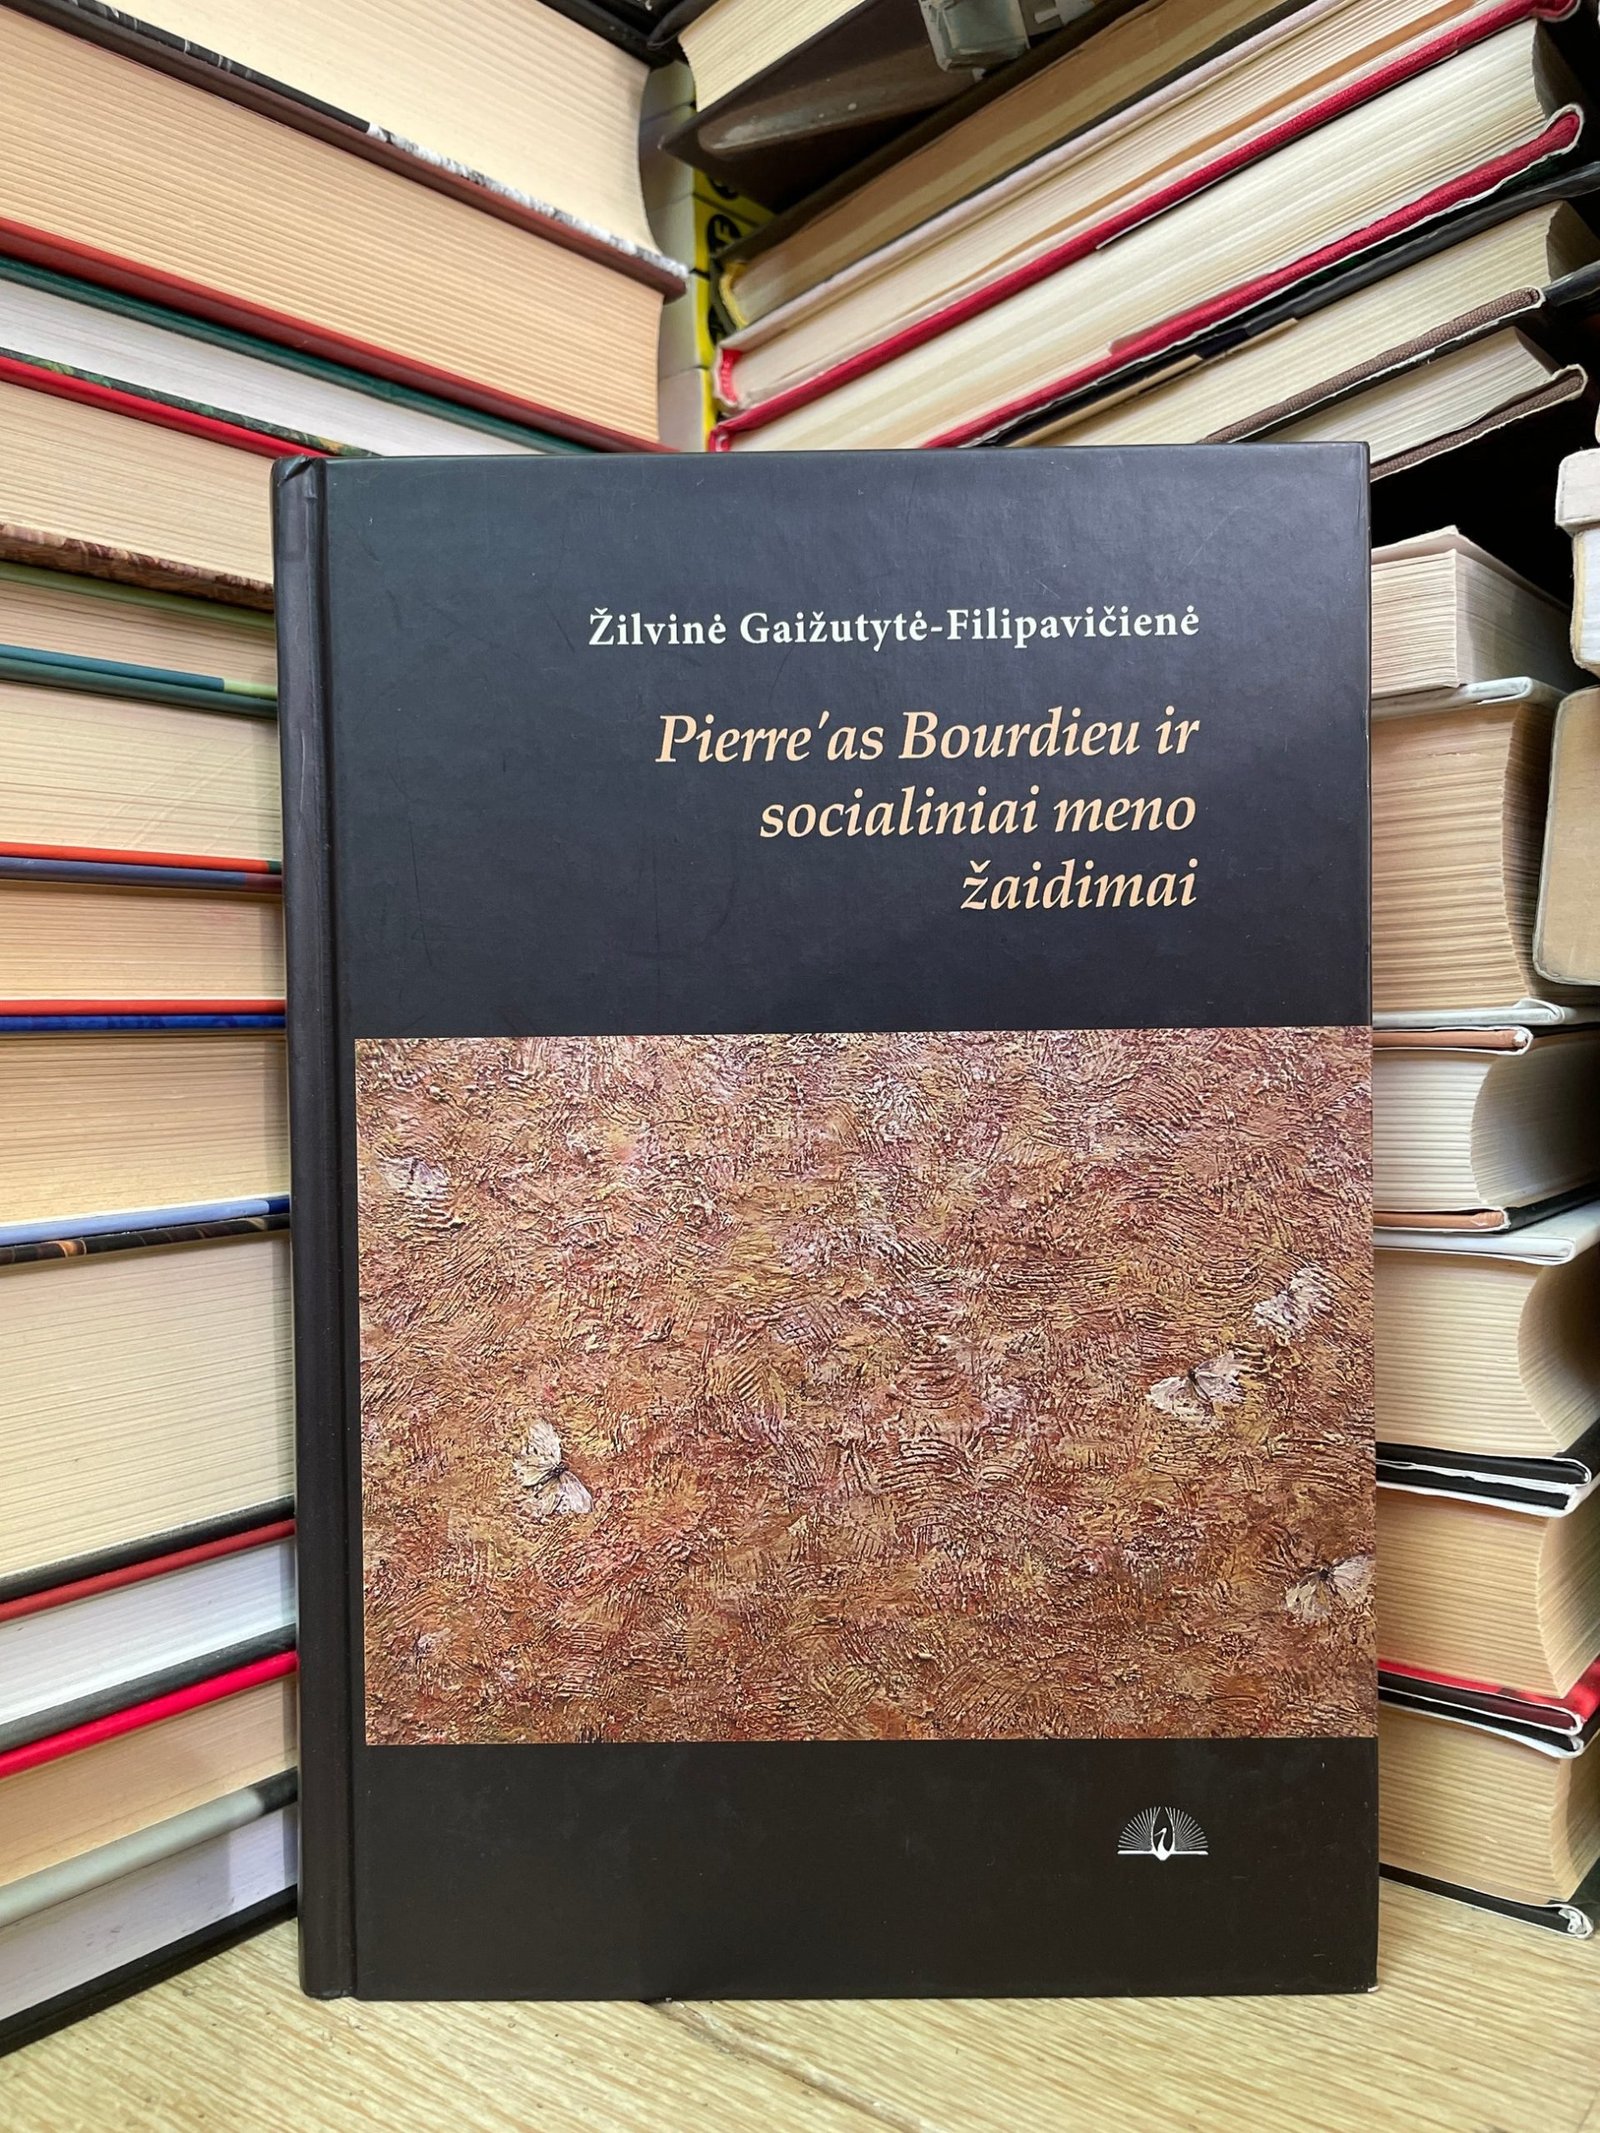 Žilvinė Gaižutytė-Filipavičienė
Pierre'as Bourdieu ir
socialiniai meno
žaidimai